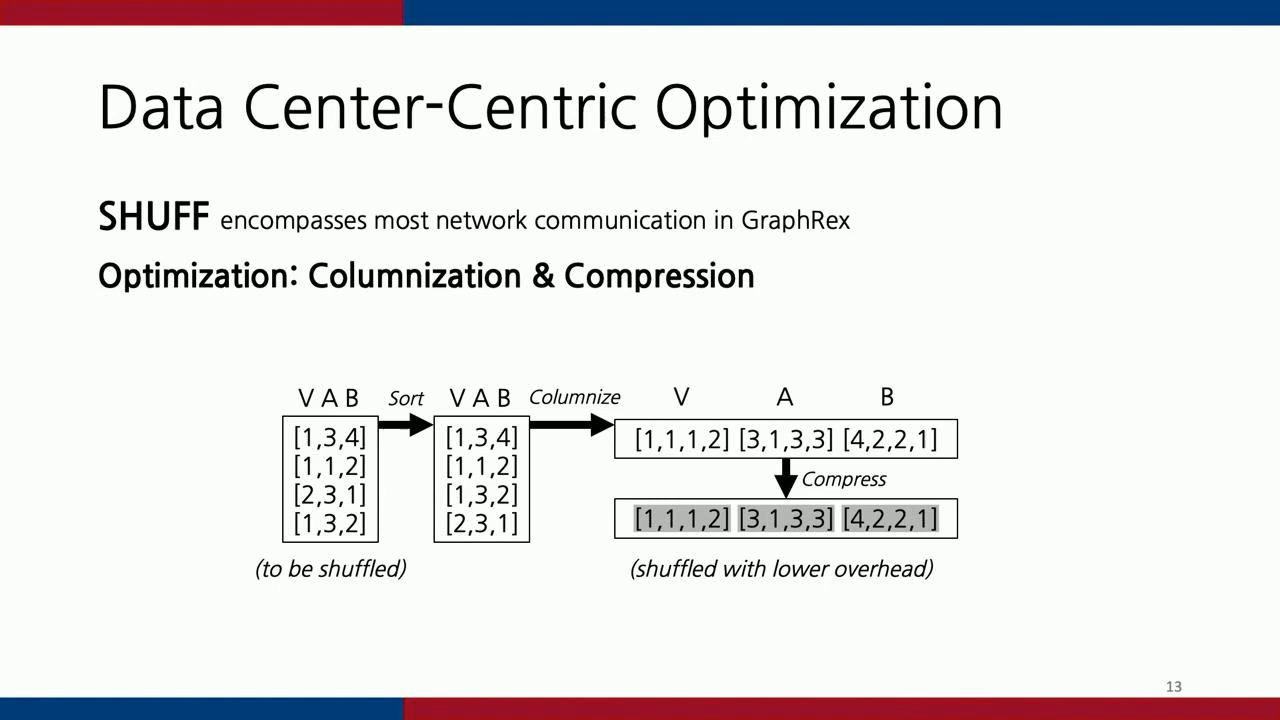 Data Center-Centric Optimization
SHUFF encompasses most network communication in GraphRex
Optimization: Columnization & Compression
V A B
Sort
V A B
Columnize
V A B
[1,3,4]
[1,1,2]
[2,3,1]
[1,3,2]
[1,3,4]
[1,1,2]
[1,3,2]
[2,3,1]
[1,1,1,2] [3,1,3,3] [4,2,2,1]
Compress
[1,1,1,2] [3,1,3,3] [4,2,2,1]
(to be shuffled)
(shuffled with lower overhead)
13